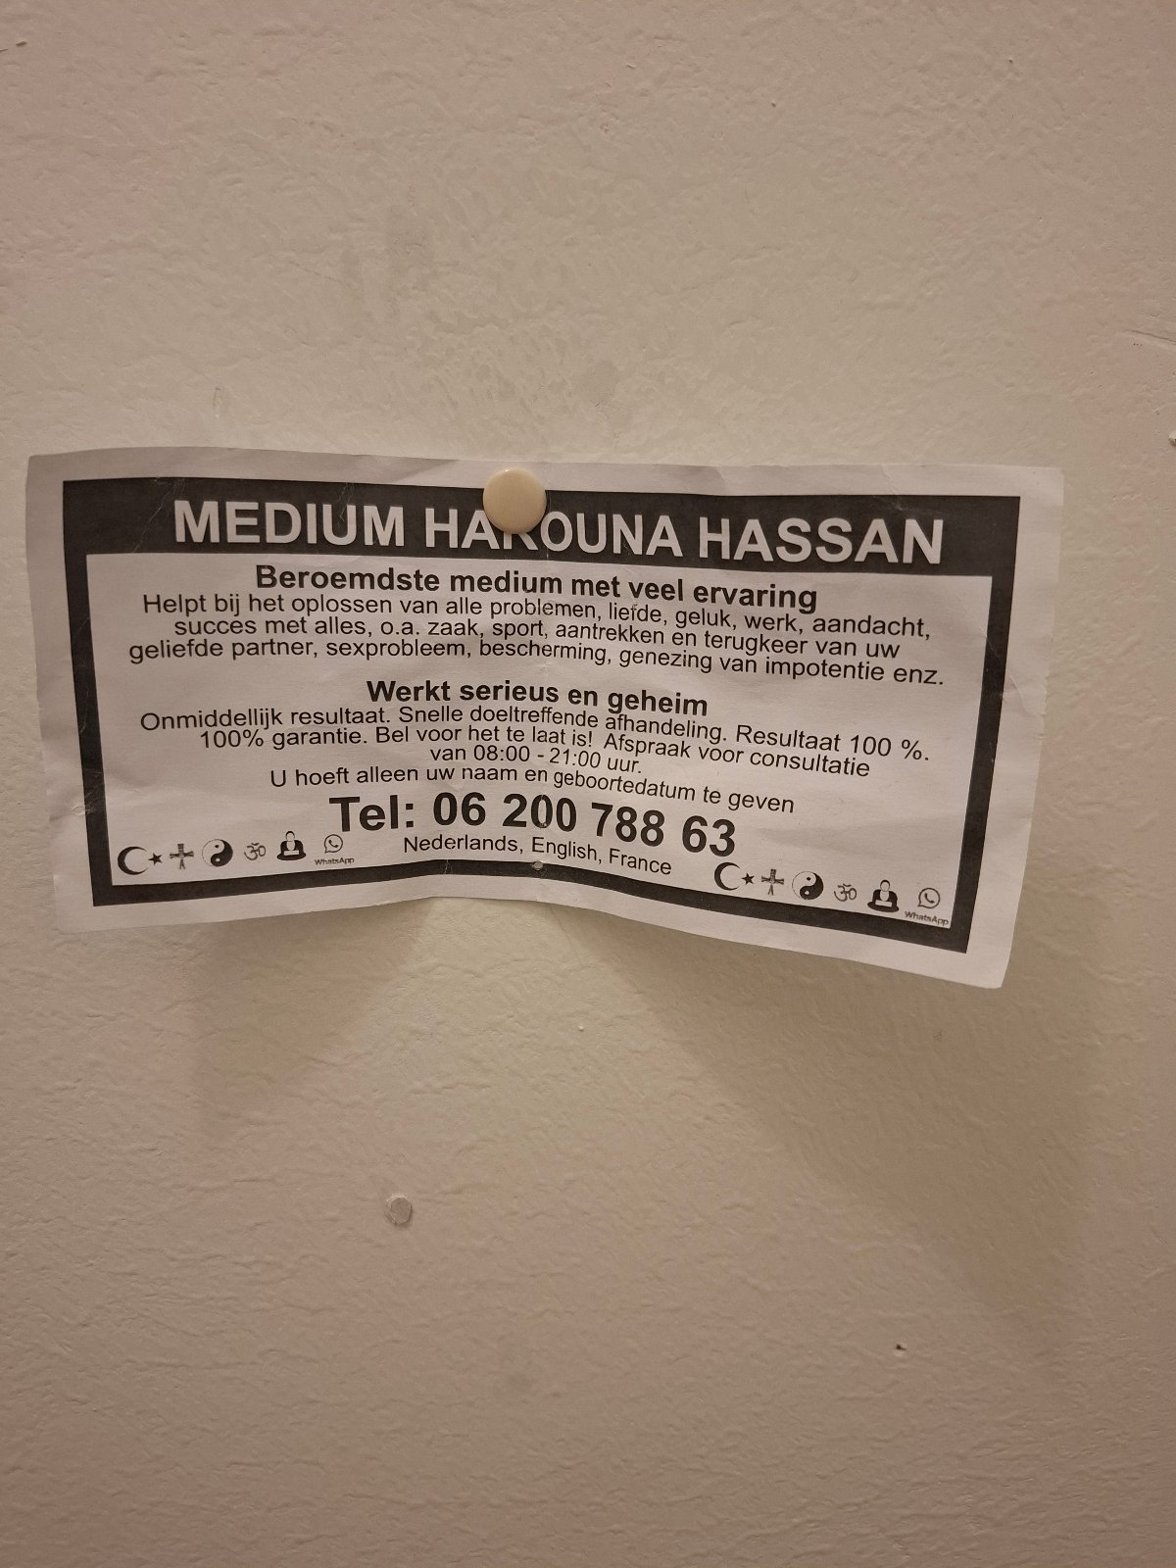 MEDIUM HAROUNA HASSAN
Beroemdste medium met veel ervaring
Helpt bij het oplossen van alle problemen, liefde, geluk, werk, aandacht,
succes met alles, o.a. zaak, sport, aantrekken en terugkeer van uw
geliefde partner, sexprobleem, bescherming, genezing van impotentie enz.
Werkt serieus en geheim
Onmiddellijk resultaat. Snelle doeltreffende afhandeling. Resultaat 100 %.
100% garantie. Bel voor het te laat is! Afspraak voor consultatie
van 08:00 - 21:00 uur.
U hoeft alleen uw naam en geboortedatum te geven
Tel: 06 200 788 63
Nederlands, English, France
WhatsApp
WhatsApp